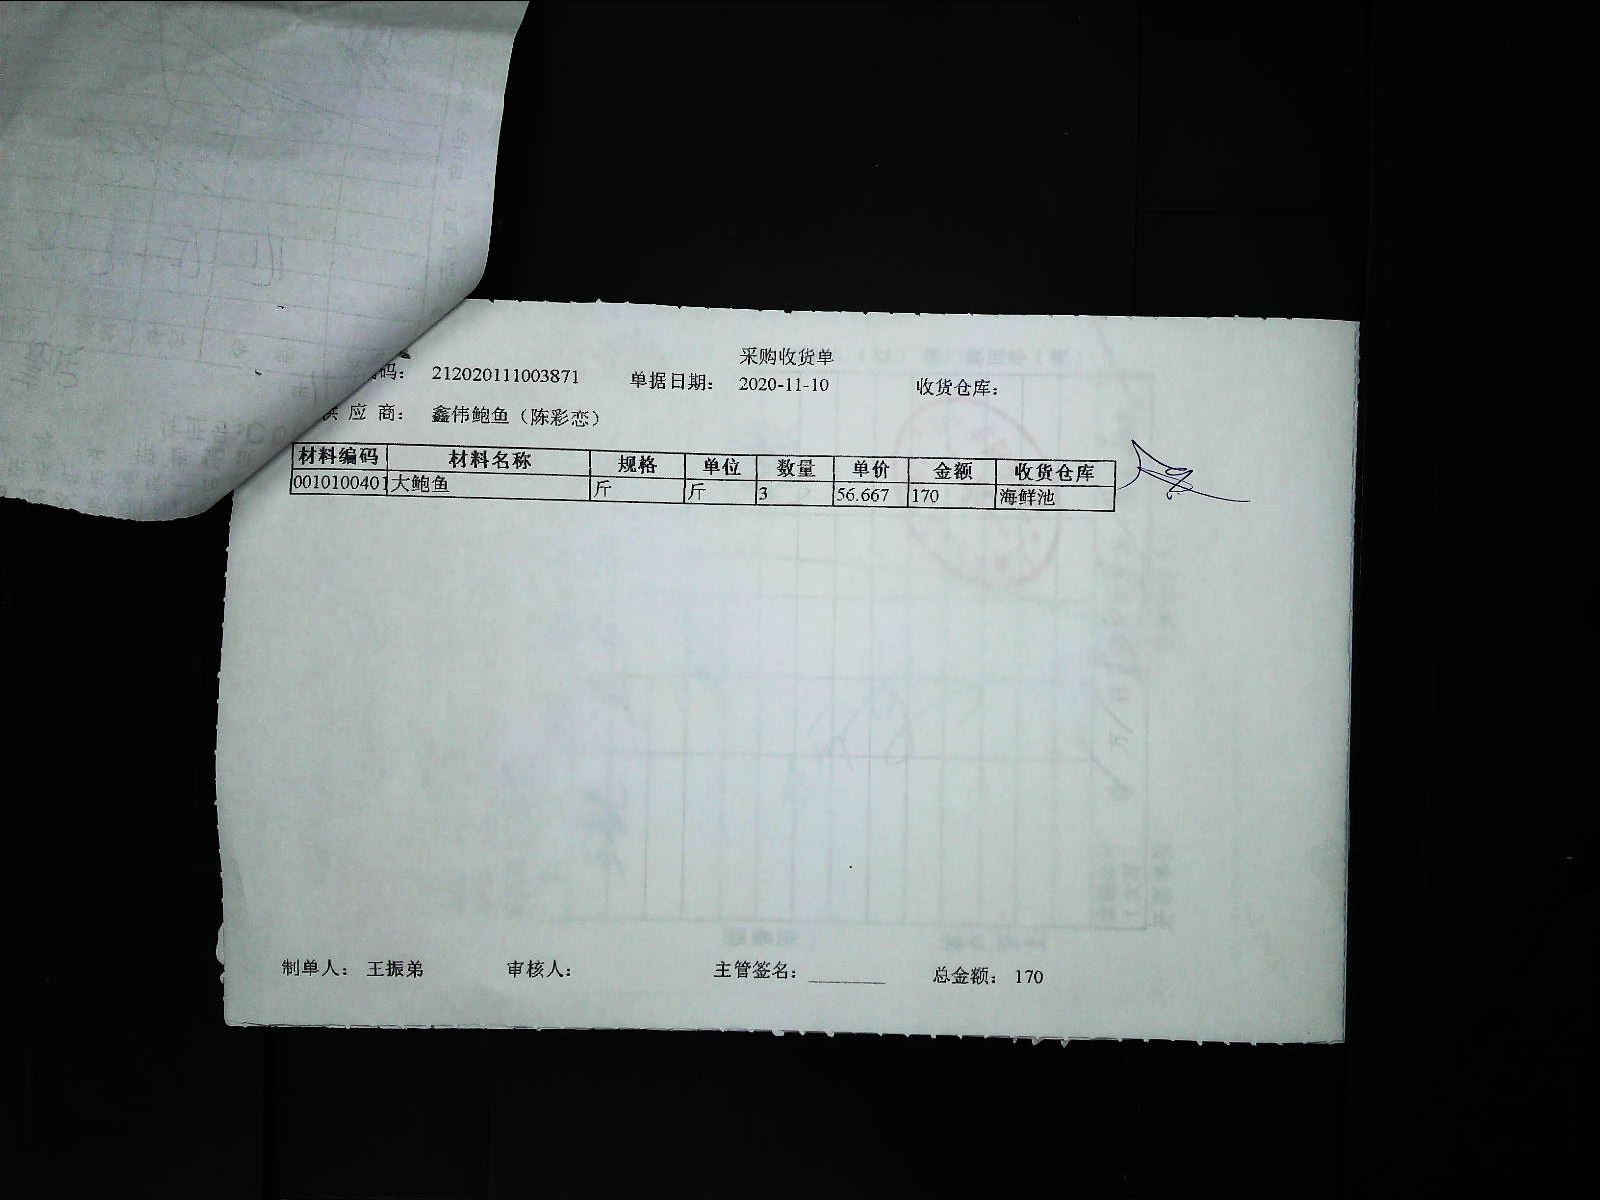 采购收货单
码： 212020111003871 单据日期： 2020-11-10 收货仓库：
供应商： 鑫伟鲍鱼（陈彩恋）
材料编码 材料名称 规格 单位 数量 单价 金额 收货仓库
0010100401 大鲍鱼 斤 斤 3 56.667 170 海鲜池
制单人： 王振弟 审核人： 主管签名： 总金额： 170